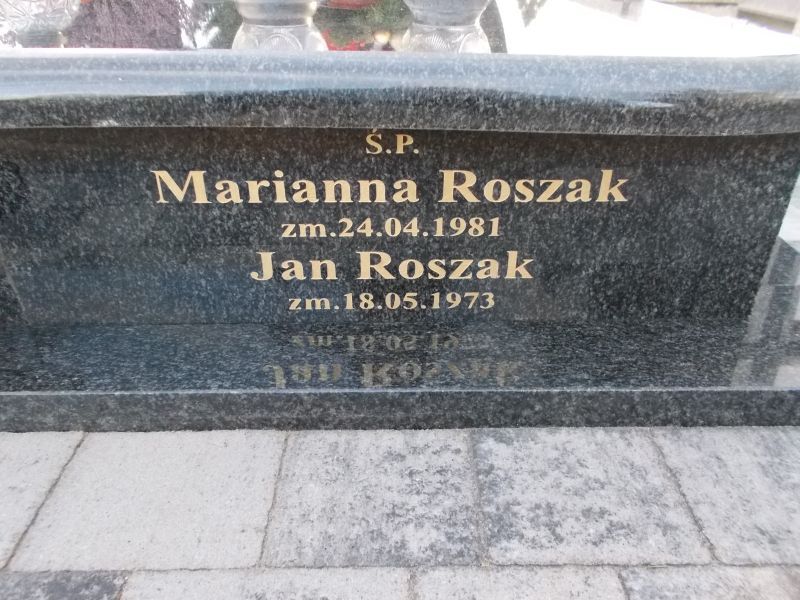 Ś.P.
Marianna Roszak
zm.24.04.1981
Jan Roszak
zm.18.05.1973